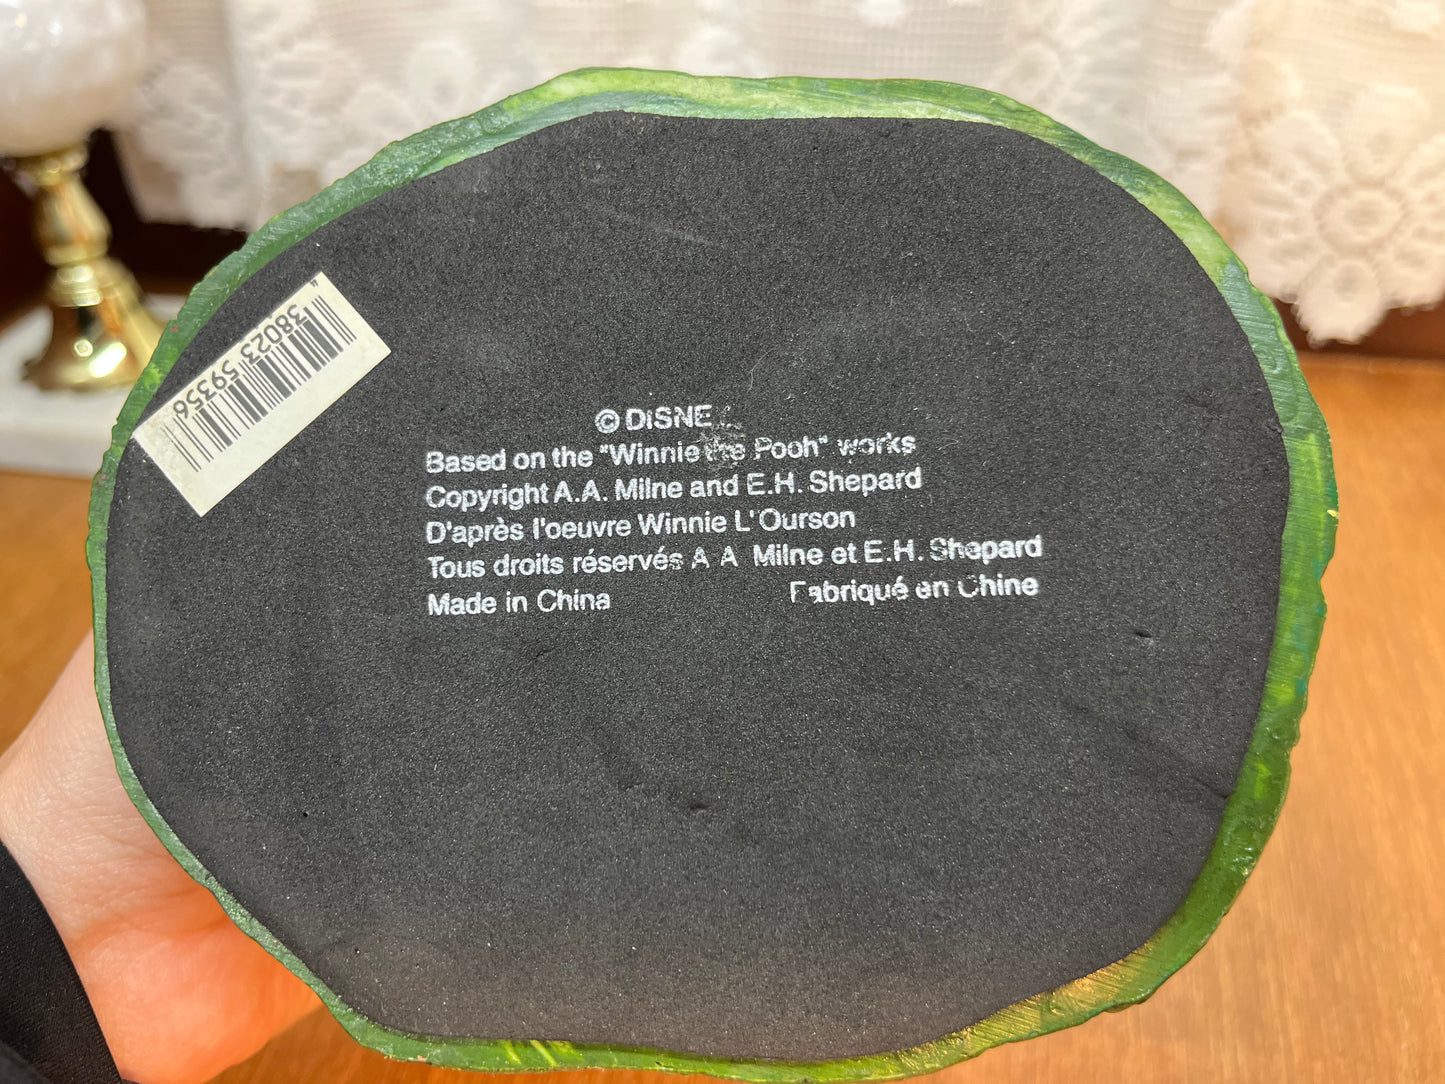 © DISNE
Based on the "Winnie the Pooh" works
Copyright A.A. Milne and E.H. Shepard
D'après l'oeuvre Winnie L'Ourson
Tous droits réservés A A Milne et E.H. Shepard
Made in China Fabriqué en Chine
38023 59356